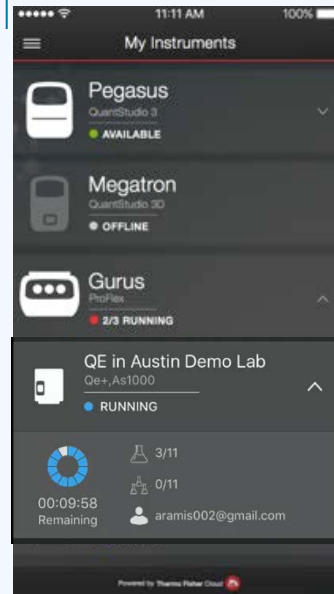 11:11 AM
100%
My Instruments
Pegasus
QuantStudio 3
AVAILABLE
Megatron
QuantStudio 3D
OFFLINE
Gurus
ProFlex
2/3 RUNNING
QE in Austin Demo Lab
Qe+,As1000
RUNNING
3/11
0/11
00:09:58
Remaining
aramis002@gmail.com
Powered by Thermo Fisher Cloud